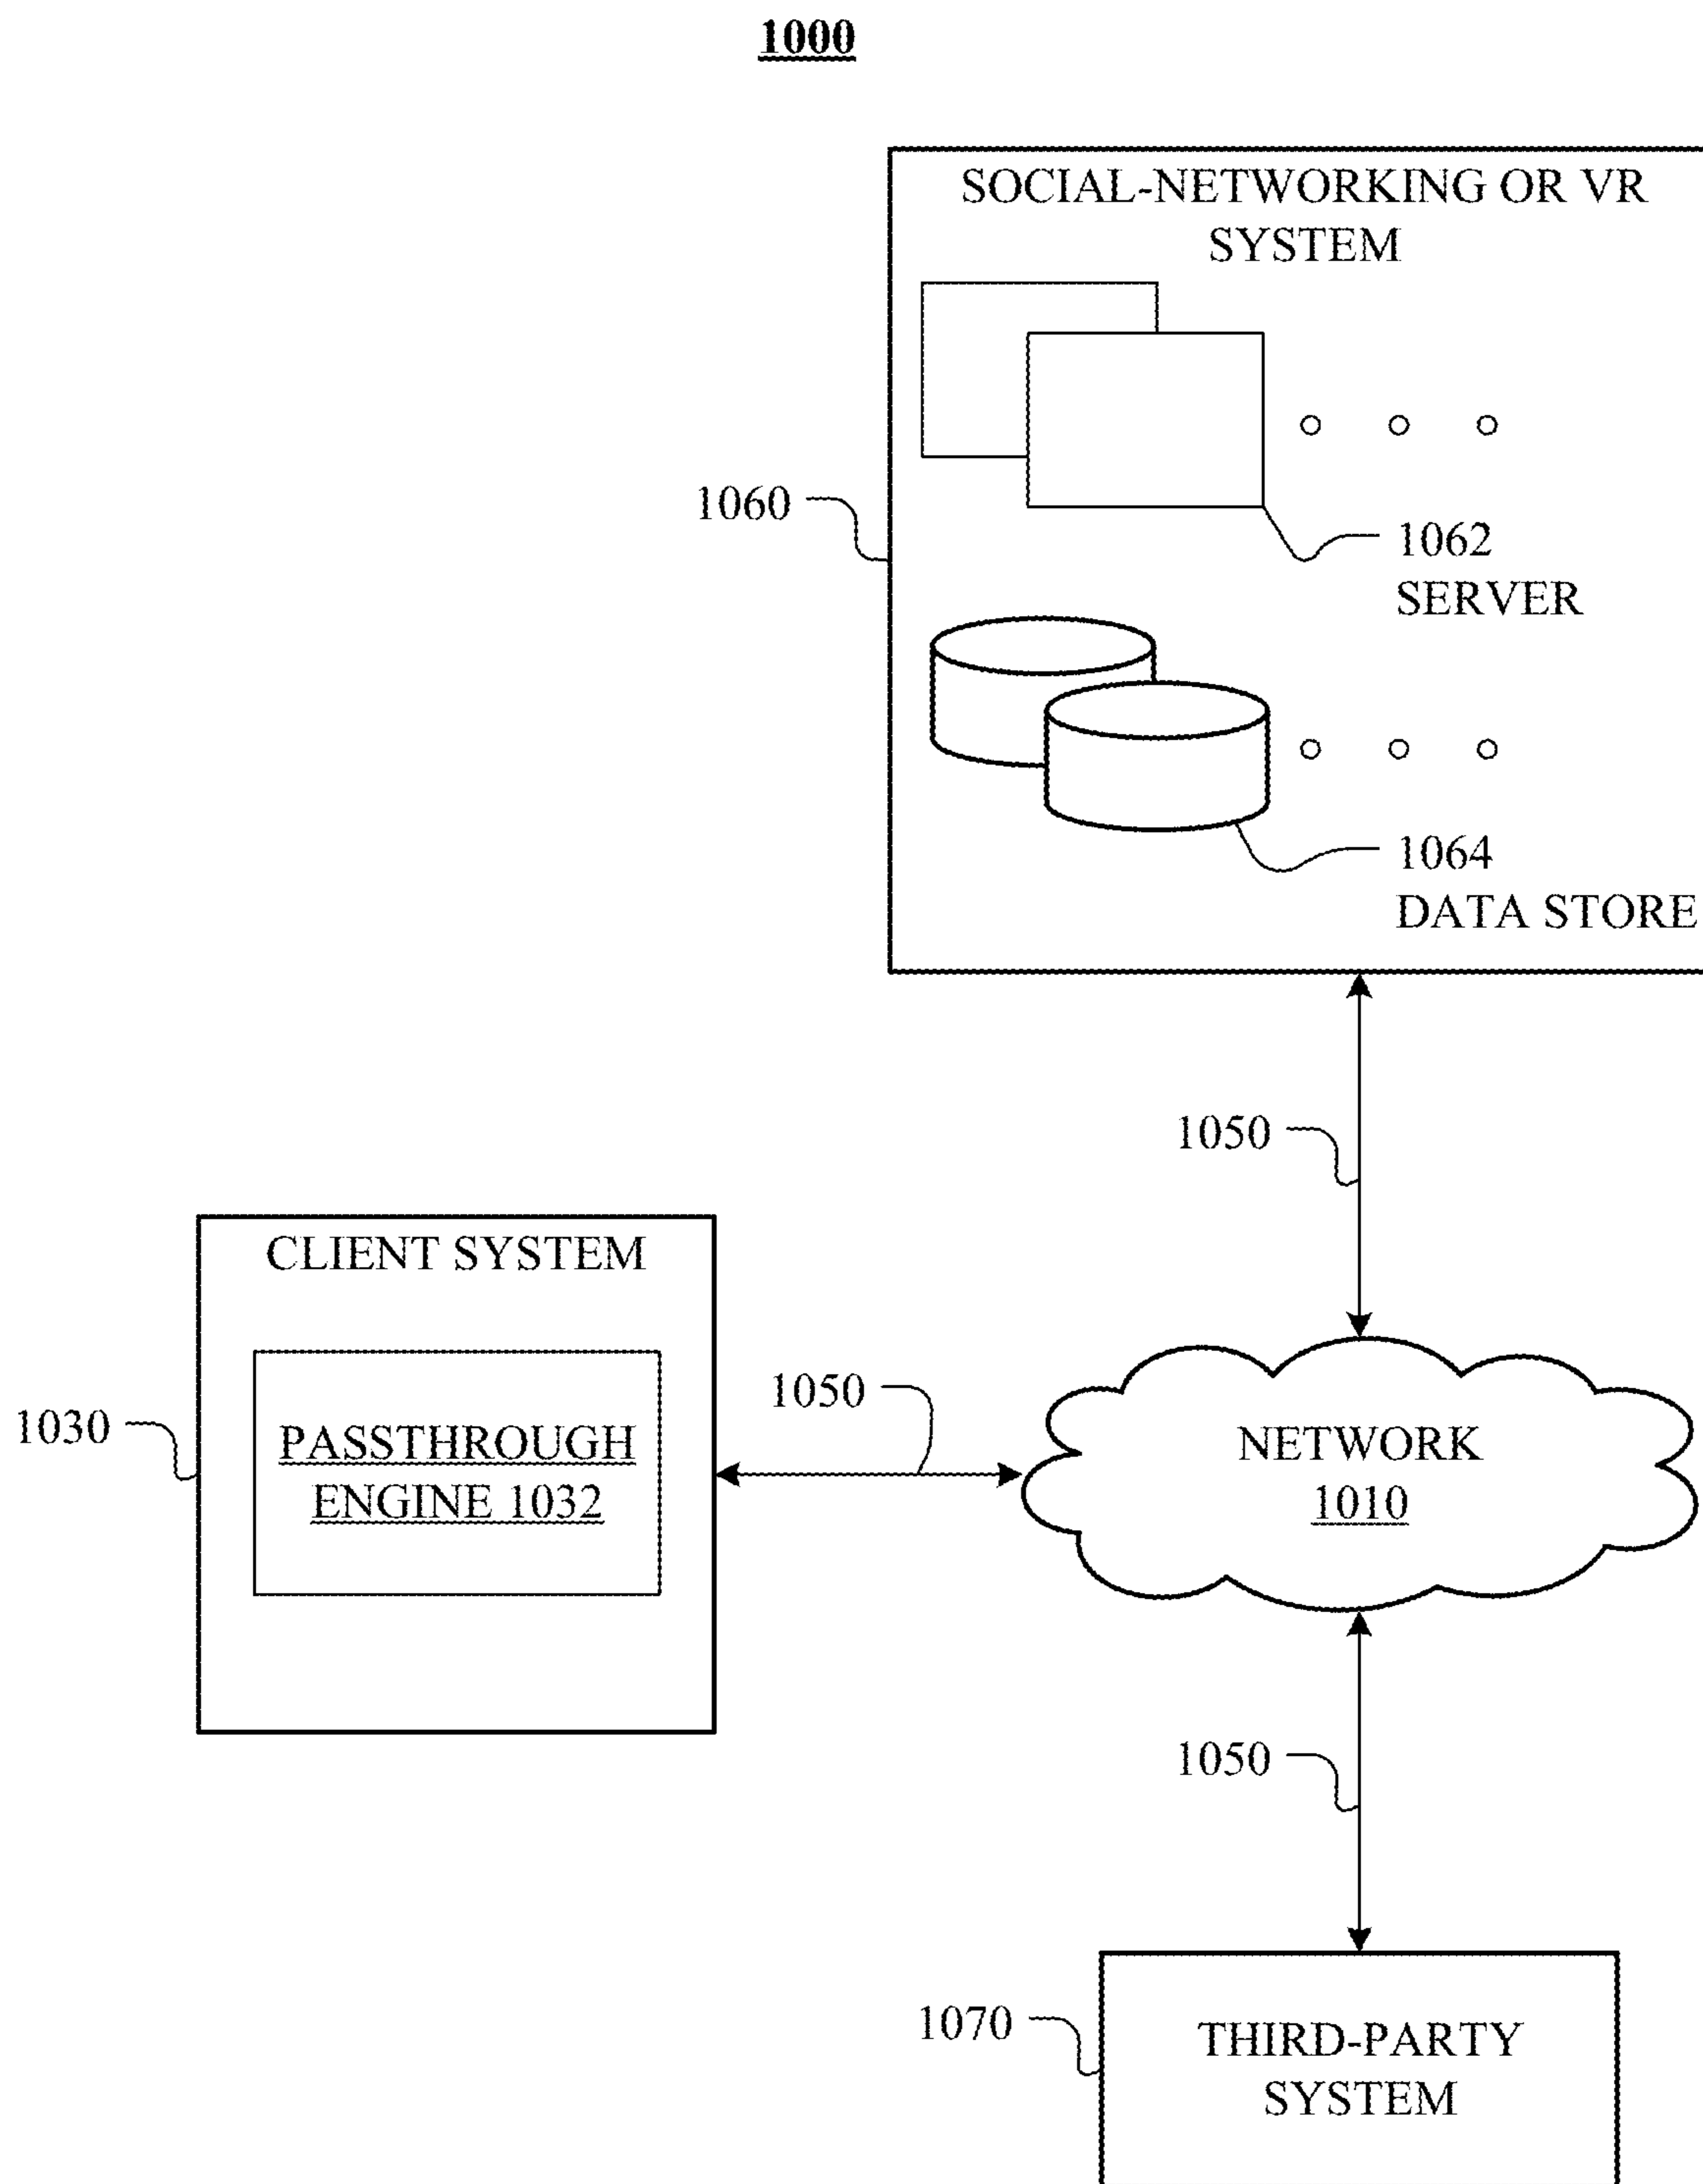 1000
SOCIAL-NETWORKING OR VR
SYSTEM
1060
1062
SERVER
1064
DATA STORE
1050
CLIENT SYSTEM
1030
PASSTHROUGH
ENGINE 1032
1050
NETWORK
1010
1050
1070
THIRD-PARTY
SYSTEM